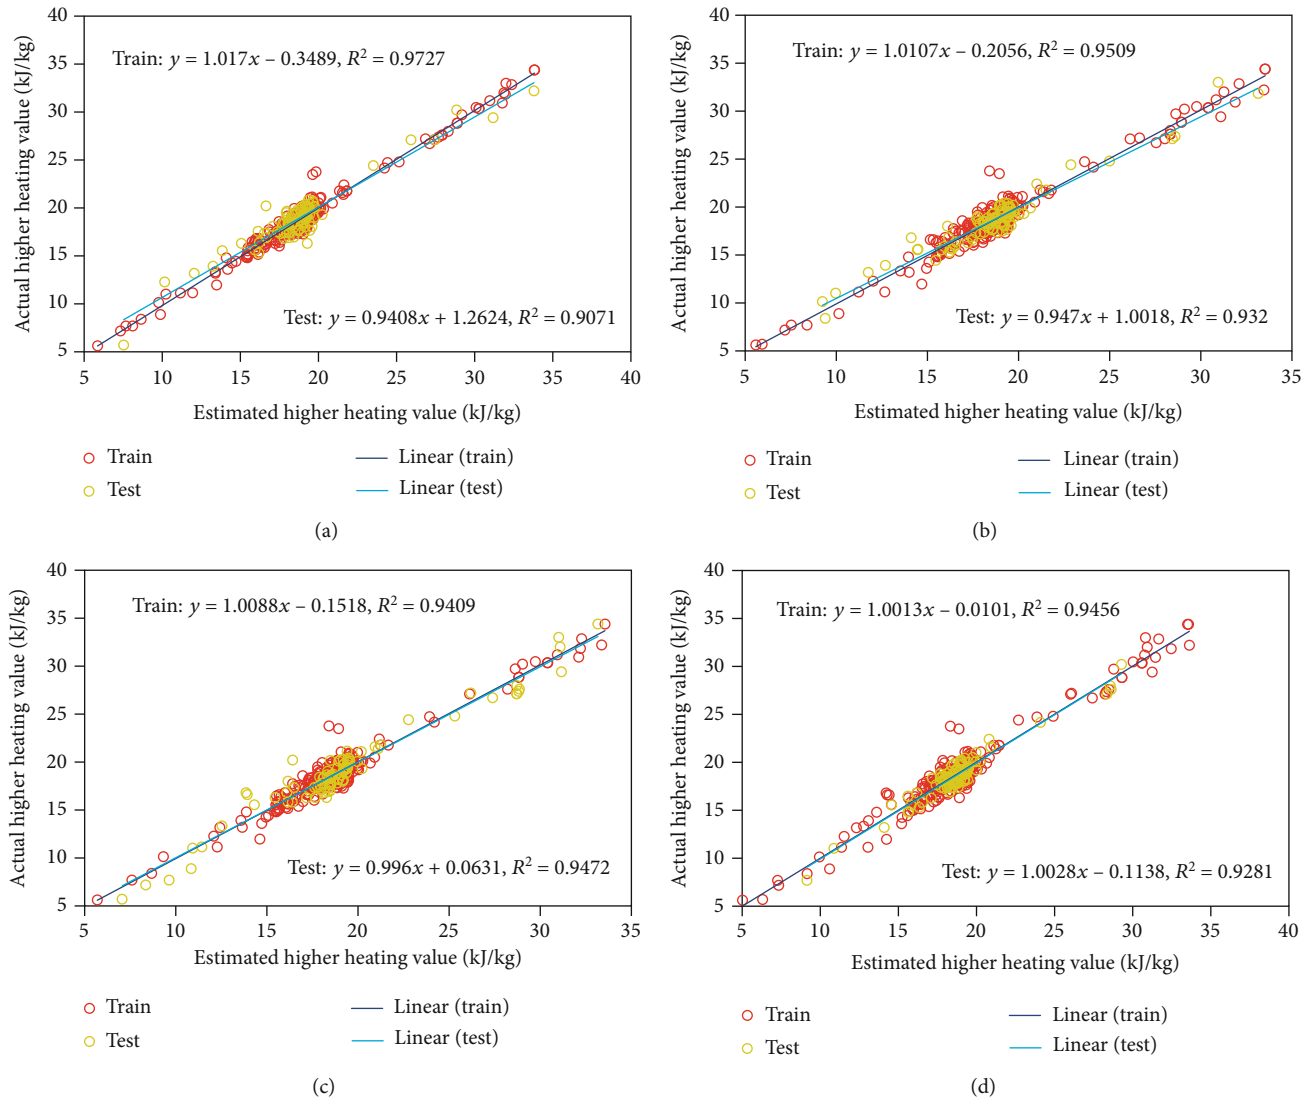 Actual higher heating value (kJ/kg)
40
35
30
25
20
15
10
5
Train: y = 1.017x – 0.3489, R² = 0.9727
Test: y = 0.9408x + 1.2624, R² = 0.9071
5 10 15 20 25 30 35 40
Estimated higher heating value (kJ/kg)
Train Linear (train)
Test Linear (test)
(a)
Actual higher heating value (kJ/kg)
40
35
30
25
20
15
10
5
Train: y = 1.0107x – 0.2056, R² = 0.9509
Test: y = 0.947x + 1.0018, R² = 0.932
5 10 15 20 25 30 35
Estimated higher heating value (kJ/kg)
Train Linear (train)
Test Linear (test)
(b)
Actual higher heating value (kJ/kg)
40
35
30
25
20
15
10
5
Train: y = 1.0088x – 0.1518, R² = 0.9409
Test: y = 0.996x + 0.0631, R² = 0.9472
5 10 15 20 25 30 35
Estimated higher heating value (kJ/kg)
Train Linear (train)
Test Linear (test)
(c)
Actual higher heating value (kJ/kg)
40
35
30
25
20
15
10
5
Train: y = 1.0013x – 0.0101, R² = 0.9456
Test: y = 1.0028x – 0.1138, R² = 0.9281
5 10 15 20 25 30 35 40
Estimated higher heating value (kJ/kg)
Train Linear (train)
Test Linear (test)
(d)